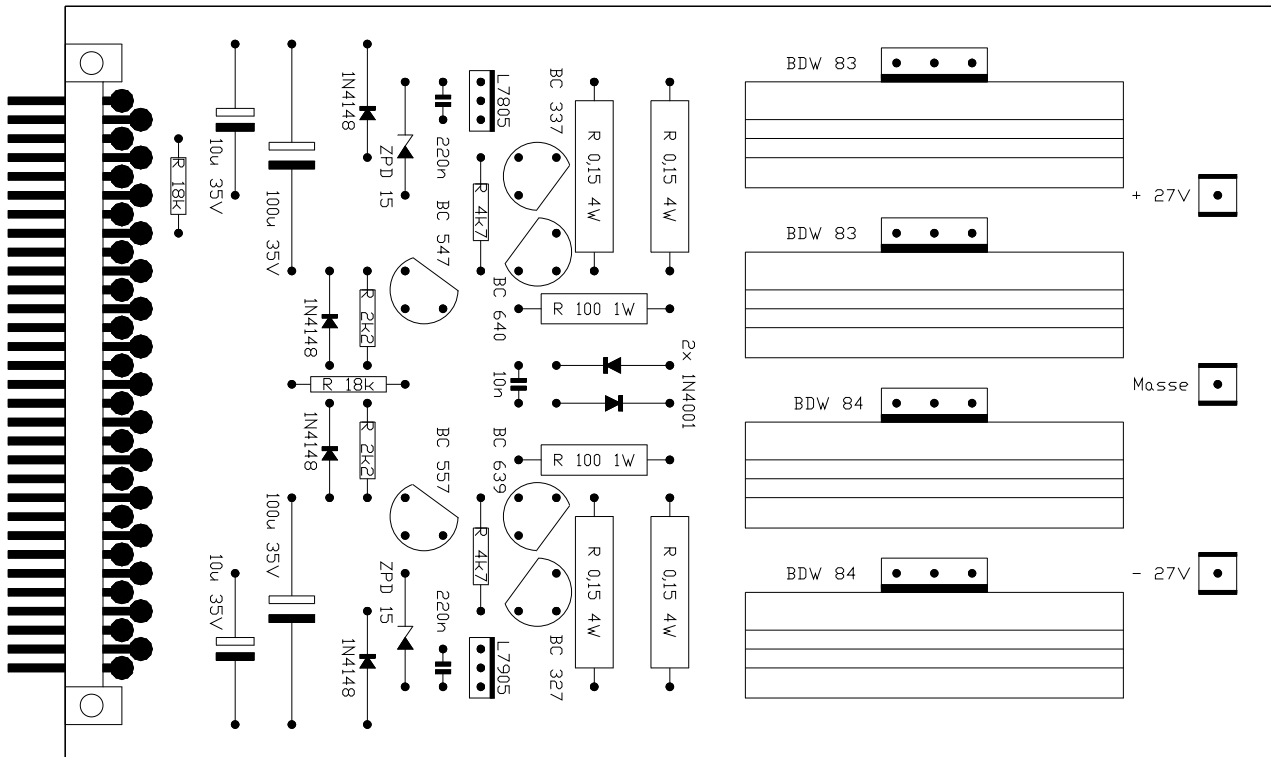 BDW 83
+ 27V
BDW 83
Masse
BDW 84
BDW 84
- 27V
R 18k
10u 35V
100u 35V
1N4148
ZPD 15
220n
L7805
BC 337
R 0,15 4W
R 0,15 4W
R 4k7
BC 547
BC 640
R 100 1W
1N4148
R 2k2
R 18k
10n
2x 1N4001
1N4148
R 2k2
BC 557
BC 639
R 100 1W
100u 35V
10u 35V
1N4148
ZPD 15
220n
R 4k7
L7905
BC 327
R 0,15 4W
R 0,15 4W